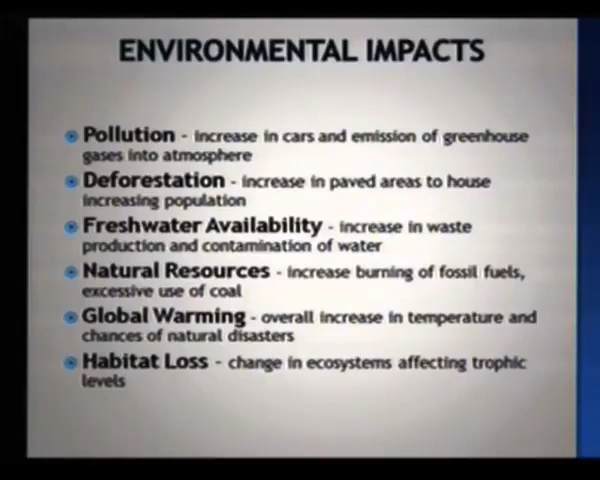 ENVIRONMENTAL IMPACTS
Pollution - increase in cars and emission of greenhouse
gases into atmosphere
Deforestation - increase in paved areas to house
increasing population
Freshwater Availability - increase in waste
production and contamination of water
Natural Resources - increase burning of fossil fuels,
excessive use of coal
Global Warming - overall increase in temperature and
chances of natural disasters
Habitat Loss - change in ecosystems affecting trophic
levels